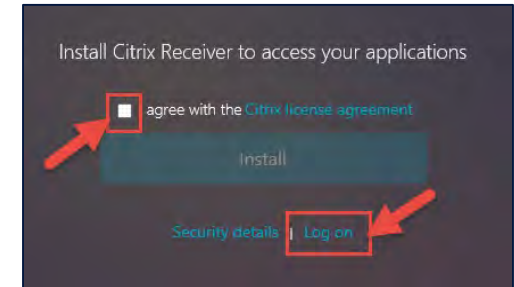 Install Citrix Receiver to access your applications
agree with the Citrix license agreement
Install
Security details | Log on